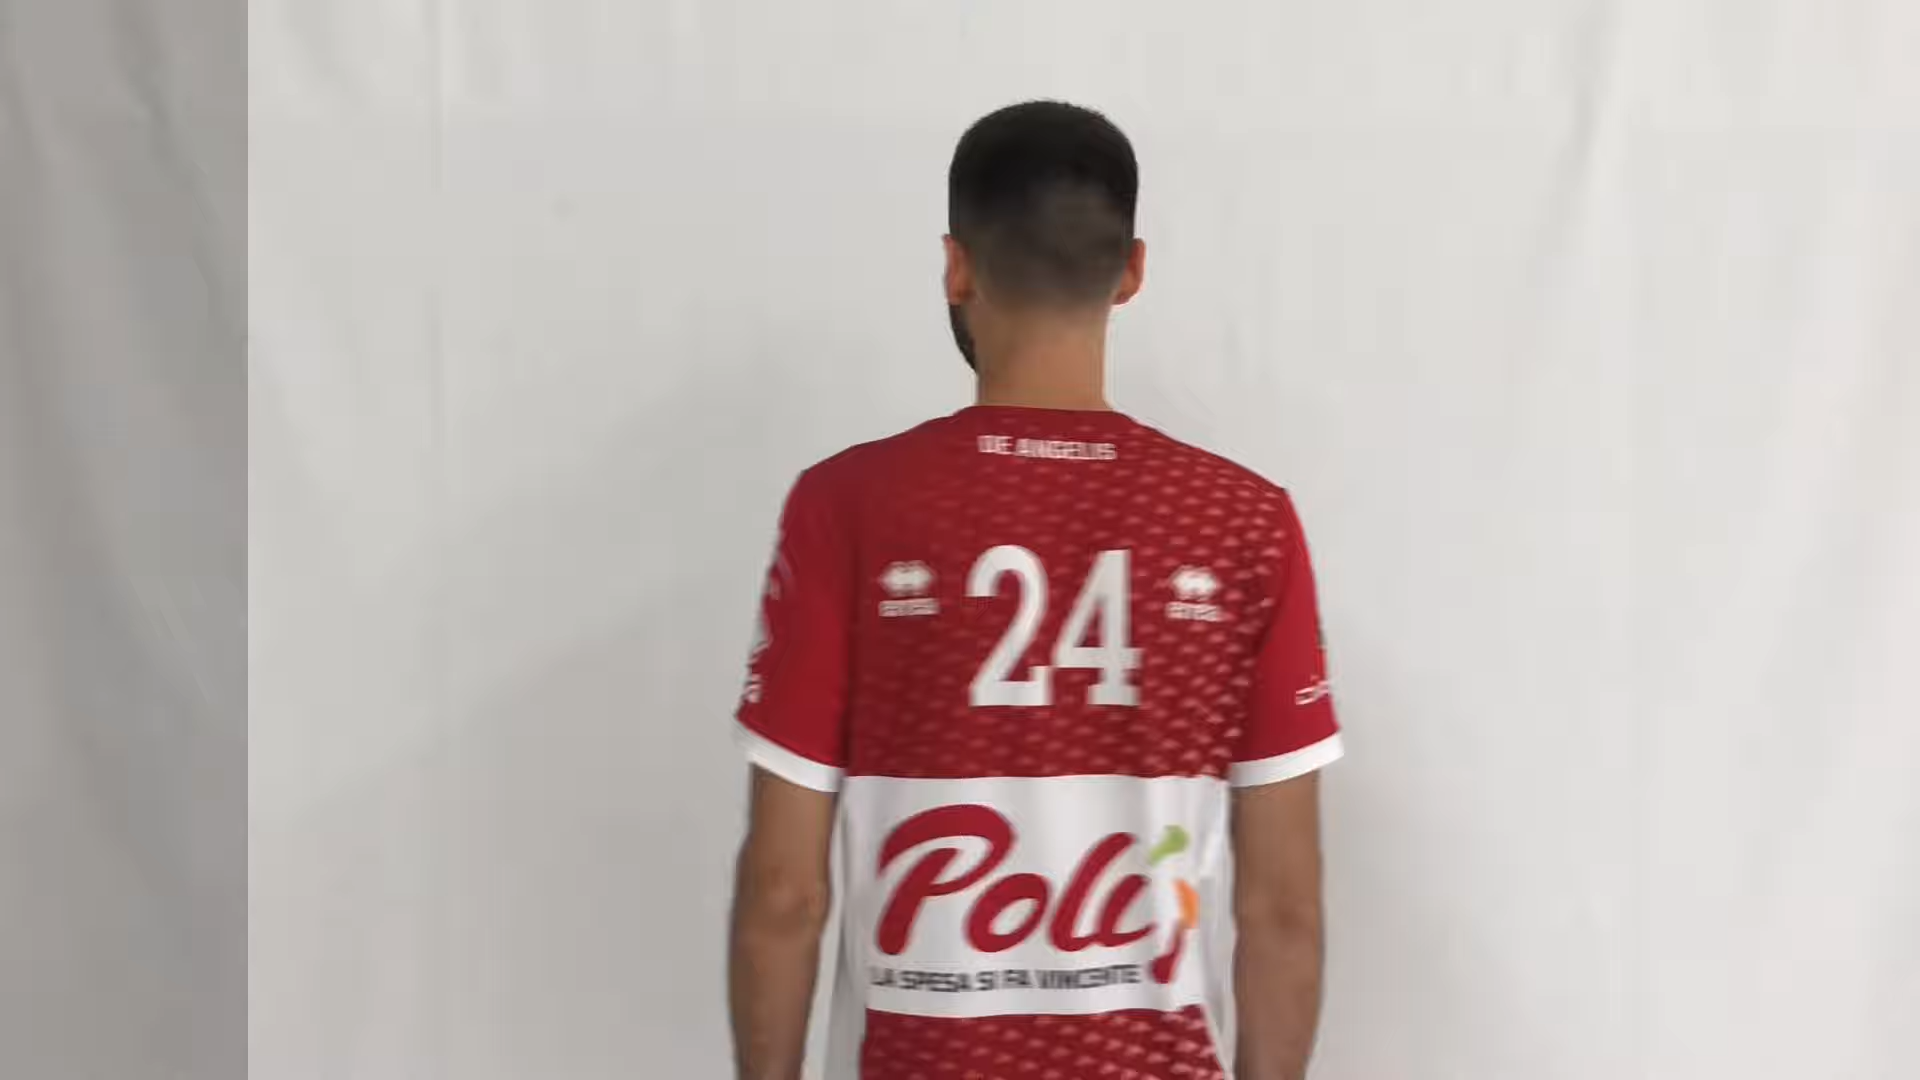 DE ANGELIS
24
errea
errea
Poli
LA SPESA SI FA VINCENTE